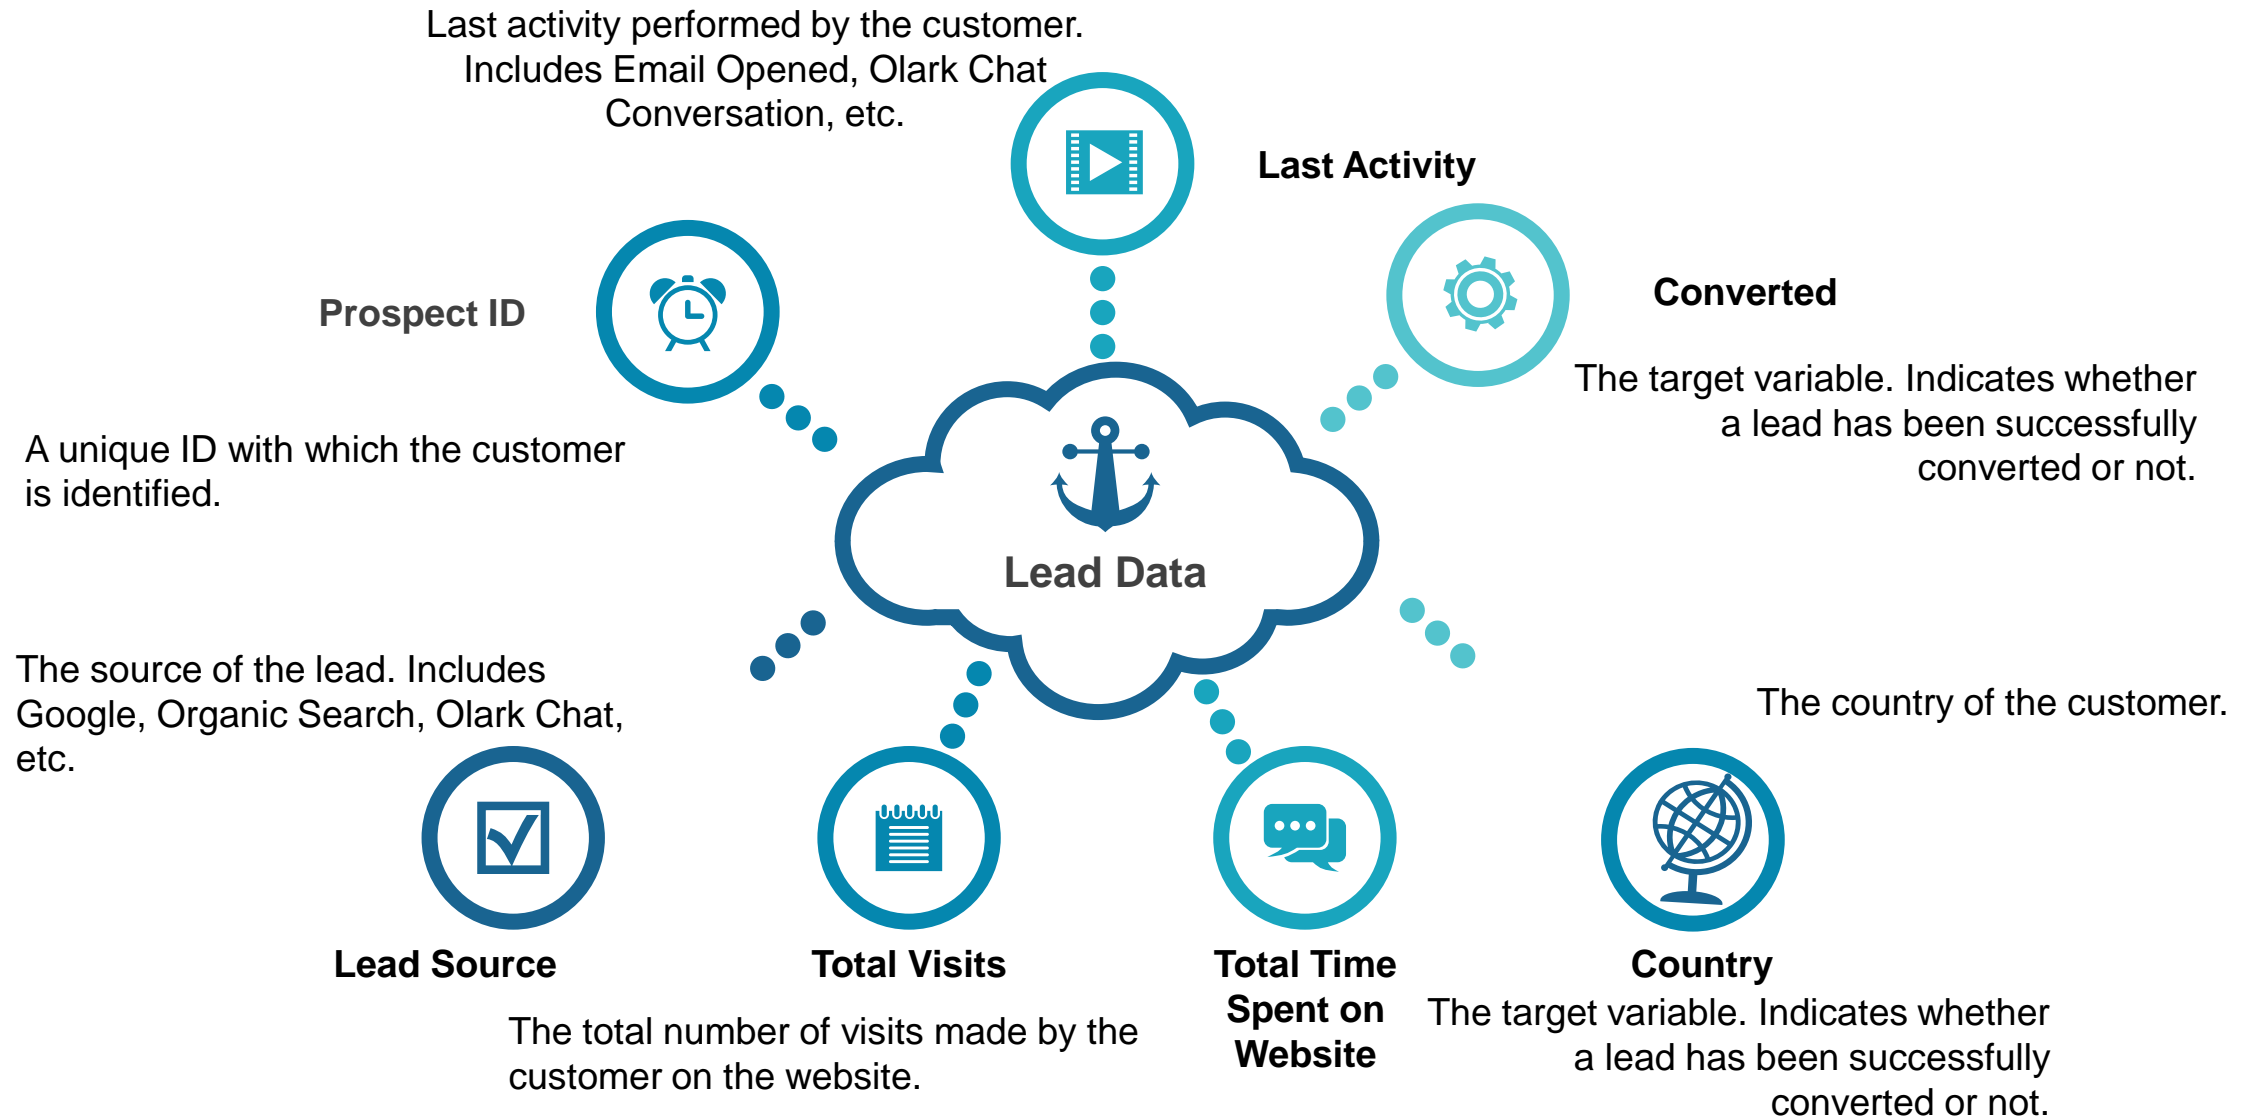 Last activity performed by the customer.
Includes Email Opened, Olark Chat
Conversation, etc.
Last Activity
Prospect ID
Converted
A unique ID with which the customer
is identified.
The target variable. Indicates whether
a lead has been successfully
converted or not.
Lead Data
The source of the lead. Includes
Google, Organic Search, Olark Chat,
etc.
The country of the customer.
Lead Source
Total Visits
The total number of visits made by the
customer on the website.
Total Time
Spent on
Website
Country
The target variable. Indicates whether
a lead has been successfully
converted or not.